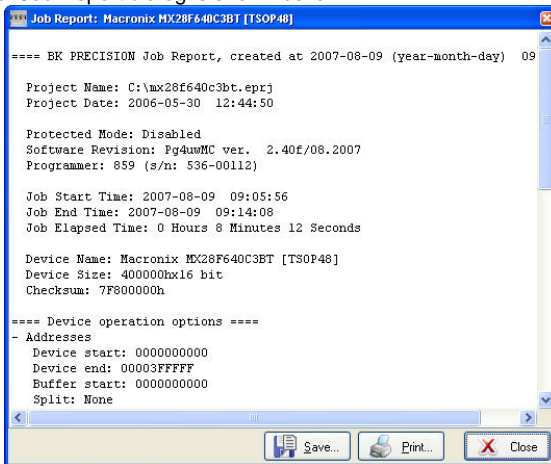 Job Report: Macronix MX28F640C3BT [TSOP48]
==== BK PRECISION Job Report, created at 2007-08-09 (year-month-day) 09
Project Name: C:\mx28f640c3bt.eprj
Project Date: 2006-05-30 12:44:50
Protected Mode: Disabled
Software Revision: Pg4uwMC ver. 2.40f/08.2007
Programmer: 859 (s/n: 536-00112)
Job Start Time: 2007-08-09 09:05:56
Job End Time: 2007-08-09 09:14:08
Job Elapsed Time: 0 Hours 8 Minutes 12 Seconds
Device Name: Macronix MX28F640C3BT [TSOP48]
Device Size: 400000hx16 bit
Checksum: 7F800000h
==== Device operation options ====
- Addresses
Device start: 0000000000
Device end: 00003FFFFF
Buffer start: 0000000000
Split: None
Save... Print... Close